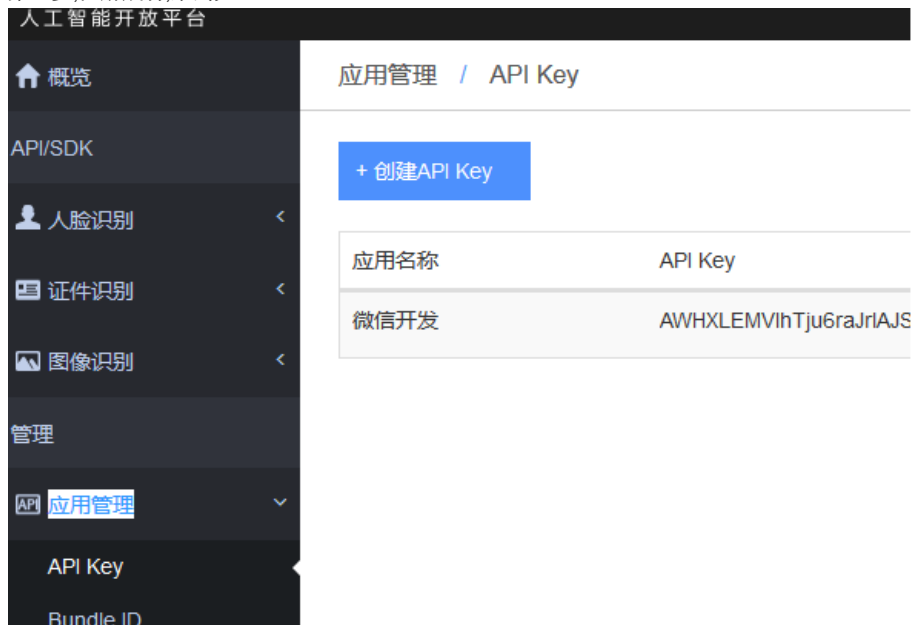 人工智能开放平台
概览
API/SDK
人脸识别
证件识别
图像识别
管理
应用管理
API Key
Bundle ID
应用管理 / API Key
+ 创建API Key
应用名称 API Key
微信开发